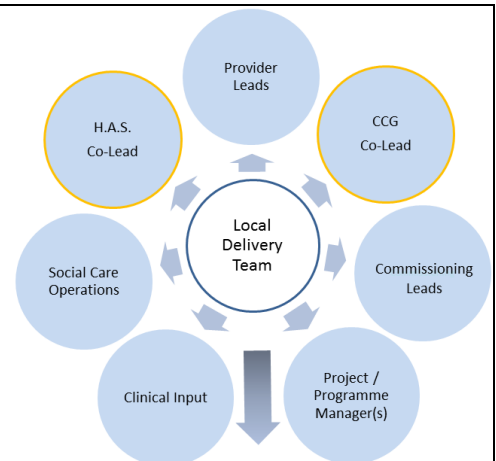 Provider
Leads
H.A.S.
Co-Lead
CCG
Co-Lead
Local
Delivery
Team
Social Care
Operations
Commissioning
Leads
Clinical Input
Project /
Programme
Manager(s)